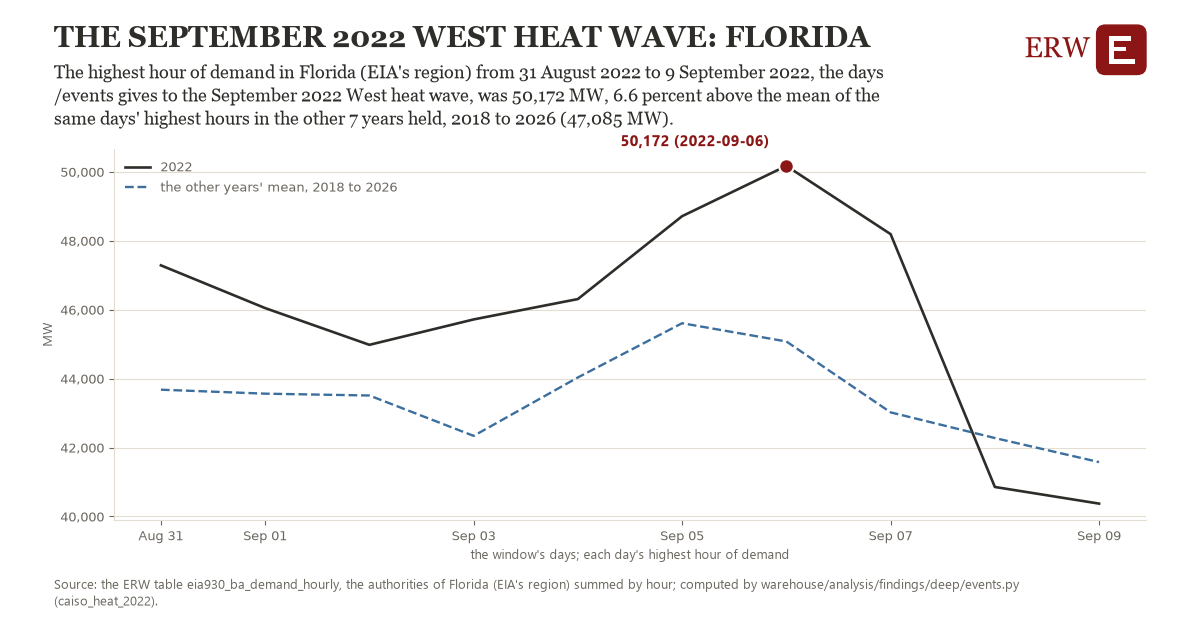 THE SEPTEMBER 2022 WEST HEAT WAVE: FLORIDA
The highest hour of demand in Florida (EIA's region) from 31 August 2022 to 9 September 2022, the days
/events gives to the September 2022 West heat wave, was 50,172 MW, 6.6 percent above the mean of the
same days' highest hours in the other 7 years held, 2018 to 2026 (47,085 MW).
ERW E
50,172 (2022-09-06)
2022
the other years' mean, 2018 to 2026
50,000
48,000
46,000
44,000
42,000
40,000
MW
Aug 31 Sep 01 Sep 03 Sep 05 Sep 07 Sep 09
the window's days; each day's highest hour of demand
Source: the ERW table eia930_ba_demand_hourly, the authorities of Florida (EIA's region) summed by hour; computed by warehouse/analysis/findings/deep/events.py
(caiso_heat_2022).